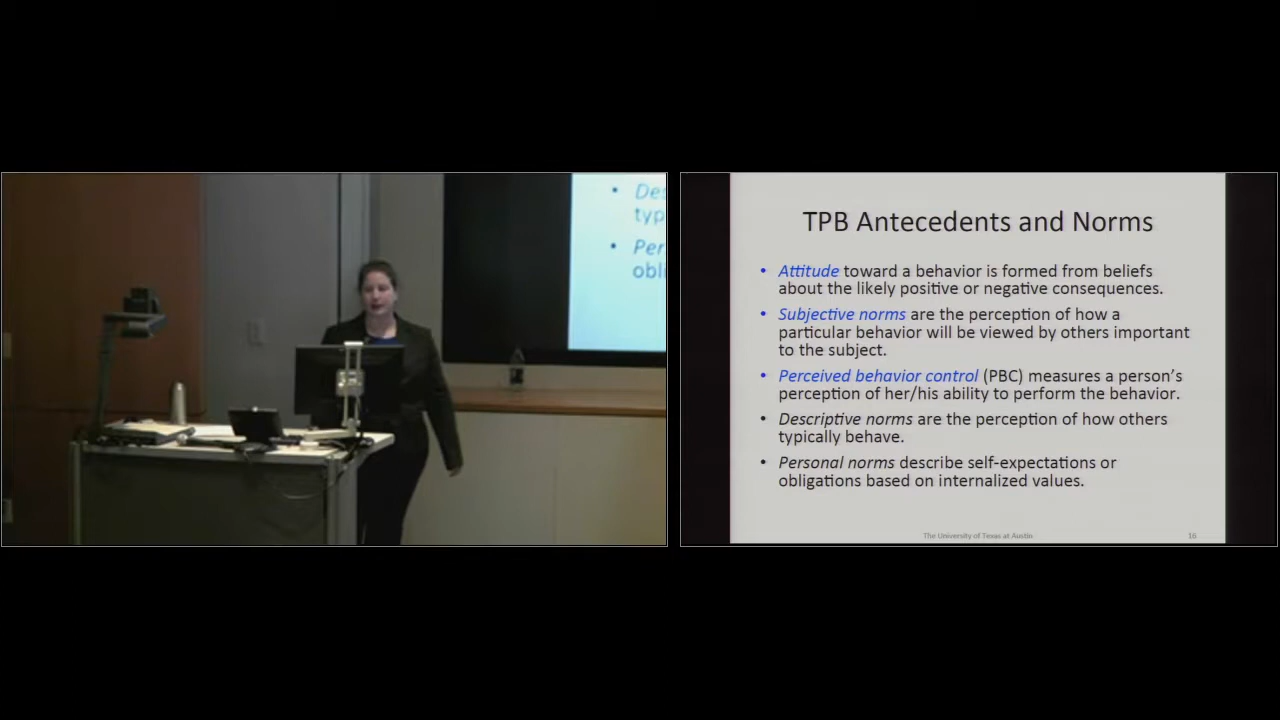 • Des
typ
• Per
obli
TPB Antecedents and Norms
• Attitude toward a behavior is formed from beliefs
about the likely positive or negative consequences.
• Subjective norms are the perception of how a
particular behavior will be viewed by others important
to the subject.
• Perceived behavior control (PBC) measures a person's
perception of her/his ability to perform the behavior.
• Descriptive norms are the perception of how others
typically behave.
• Personal norms describe self-expectations or
obligations based on internalized values.
The University of Texas at Austin
16